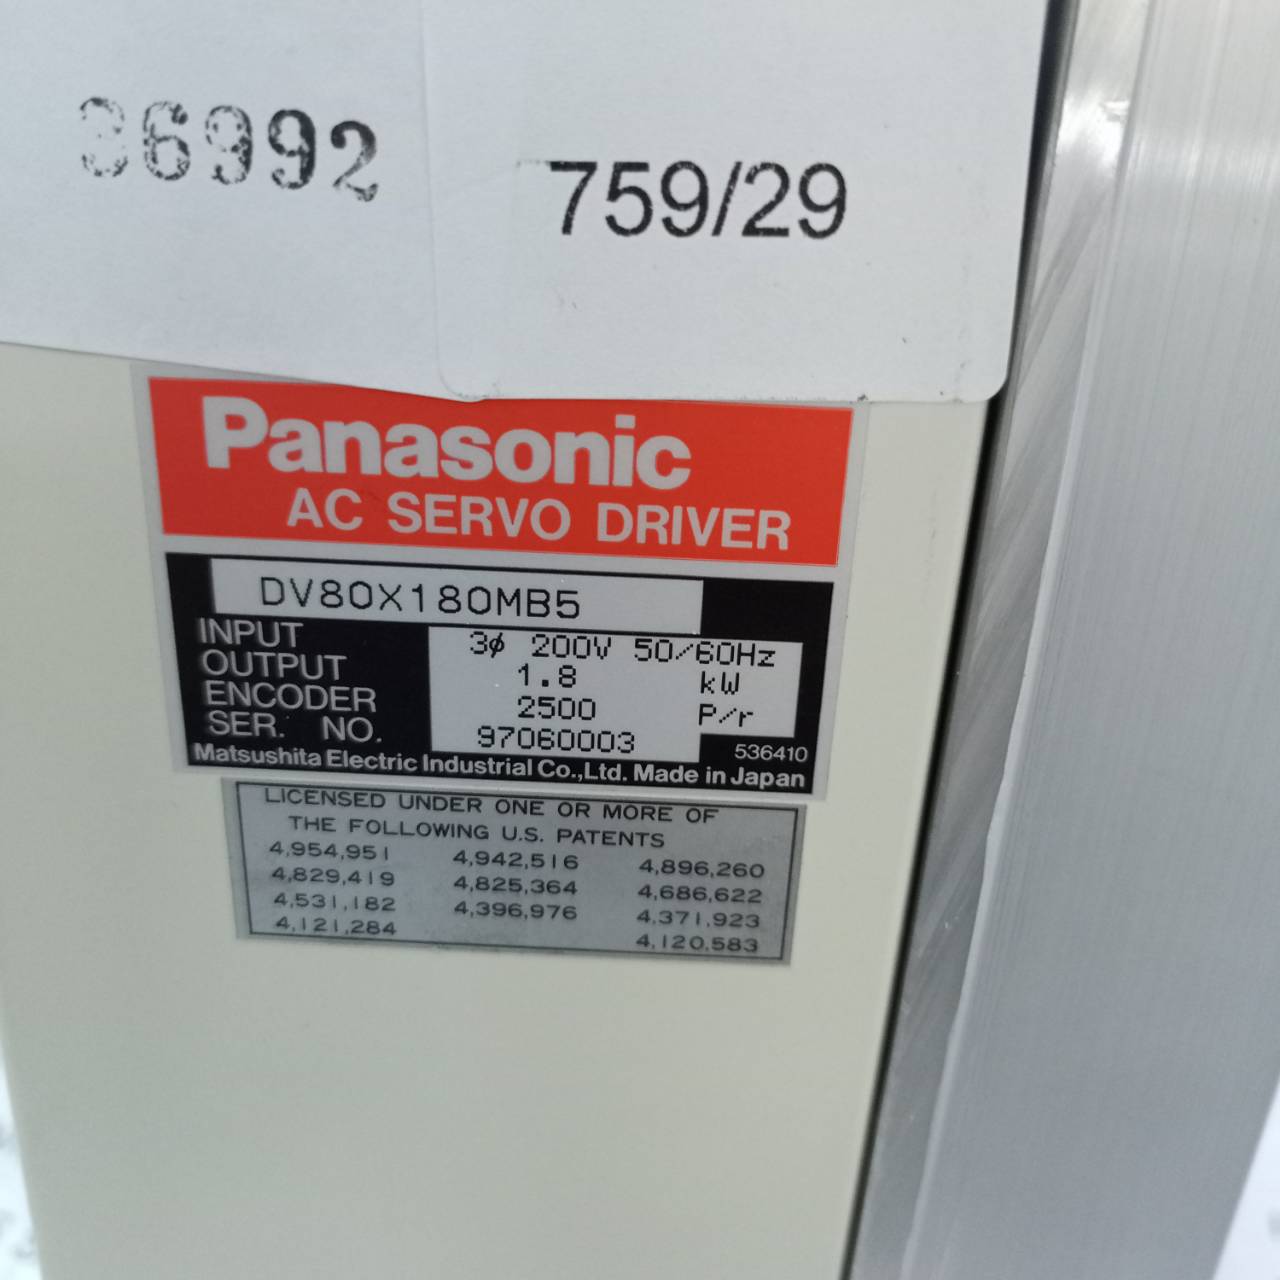 36992
759/29
Panasonic
AC SERVO DRIVER
DV80X180MB5
INPUT 3ϕ 200V 50/60Hz
OUTPUT 1.8 kW
ENCODER 2500 P/r
SER. NO. 97060003 536410
Matsushita Electric Industrial Co.,Ltd. Made in Japan
LICENSED UNDER ONE OR MORE OF
THE FOLLOWING U.S. PATENTS
4,954,951 4,942,516 4,896,260
4,829,419 4,825,364 4,686,622
4,531,182 4,396,976 4,371,923
4,121,284 4,120,583